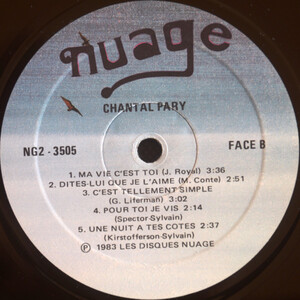 nuage
CHANTAL PARY
NG2 - 3505 FACE B
1. MA VIE C'EST TOI (J. Royal) 3:36
2. DITES-LUI QUE JE L'AIME (M. Conte) 2:51
3. C'EST TELLEMENT SIMPLE
(G. Liferman) 3:02
4. POUR TOI JE VIS 2:14
(Spector-Sylvain)
5. UNE NUIT A TES COTES 2:37
(Kirstofferson-Sylvain)
℗ 1983 LES DISQUES NUAGE